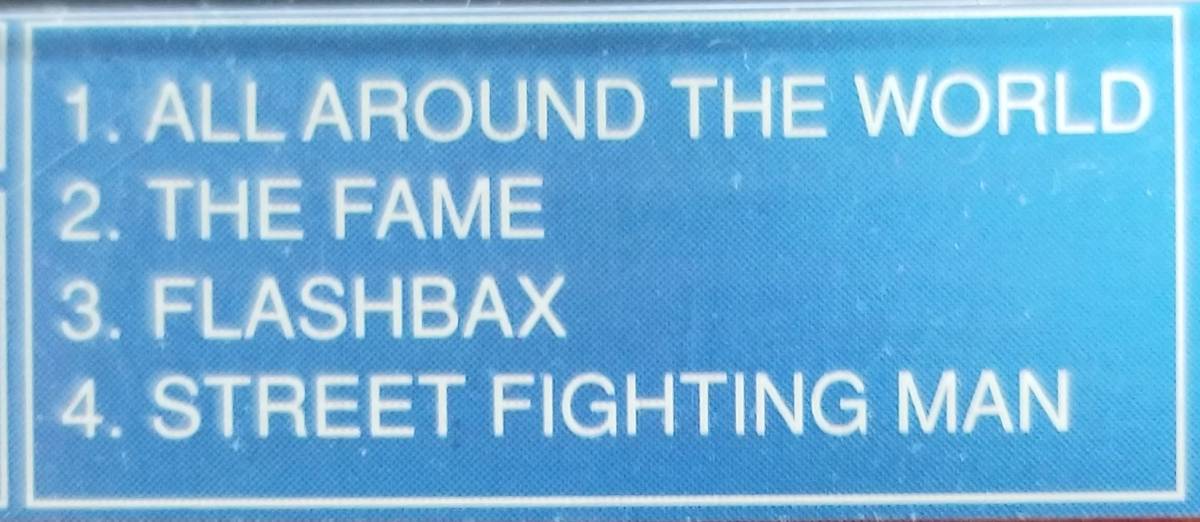 1. ALL AROUND THE WORLD
2. THE FAME
3. FLASHBAX
4. STREET FIGHTING MAN